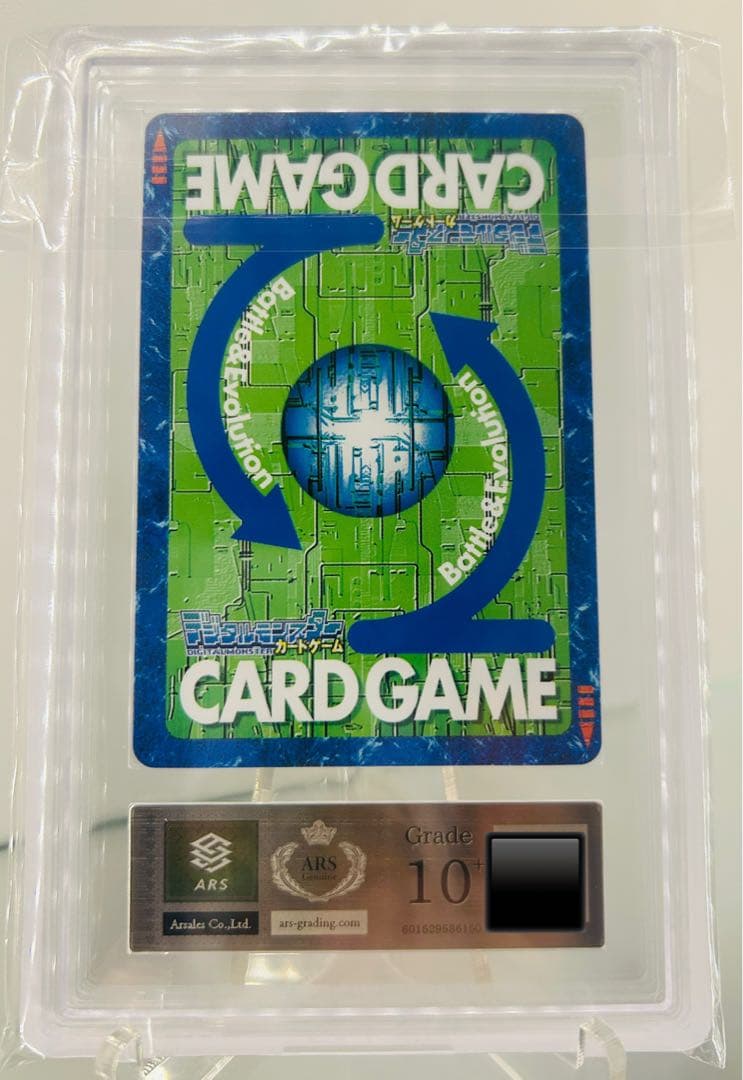 CARD GAME
デジタルモンスター
DIGITAL MONSTER カードゲーム
Battle&Evolution
Battle&Evolution
デジタルモンスター
DIGITAL MONSTER カードゲーム
CARD GAME
ARS
Arsales Co.,Ltd.
ARS
Genuine
ars-grading.com
Grade
10+